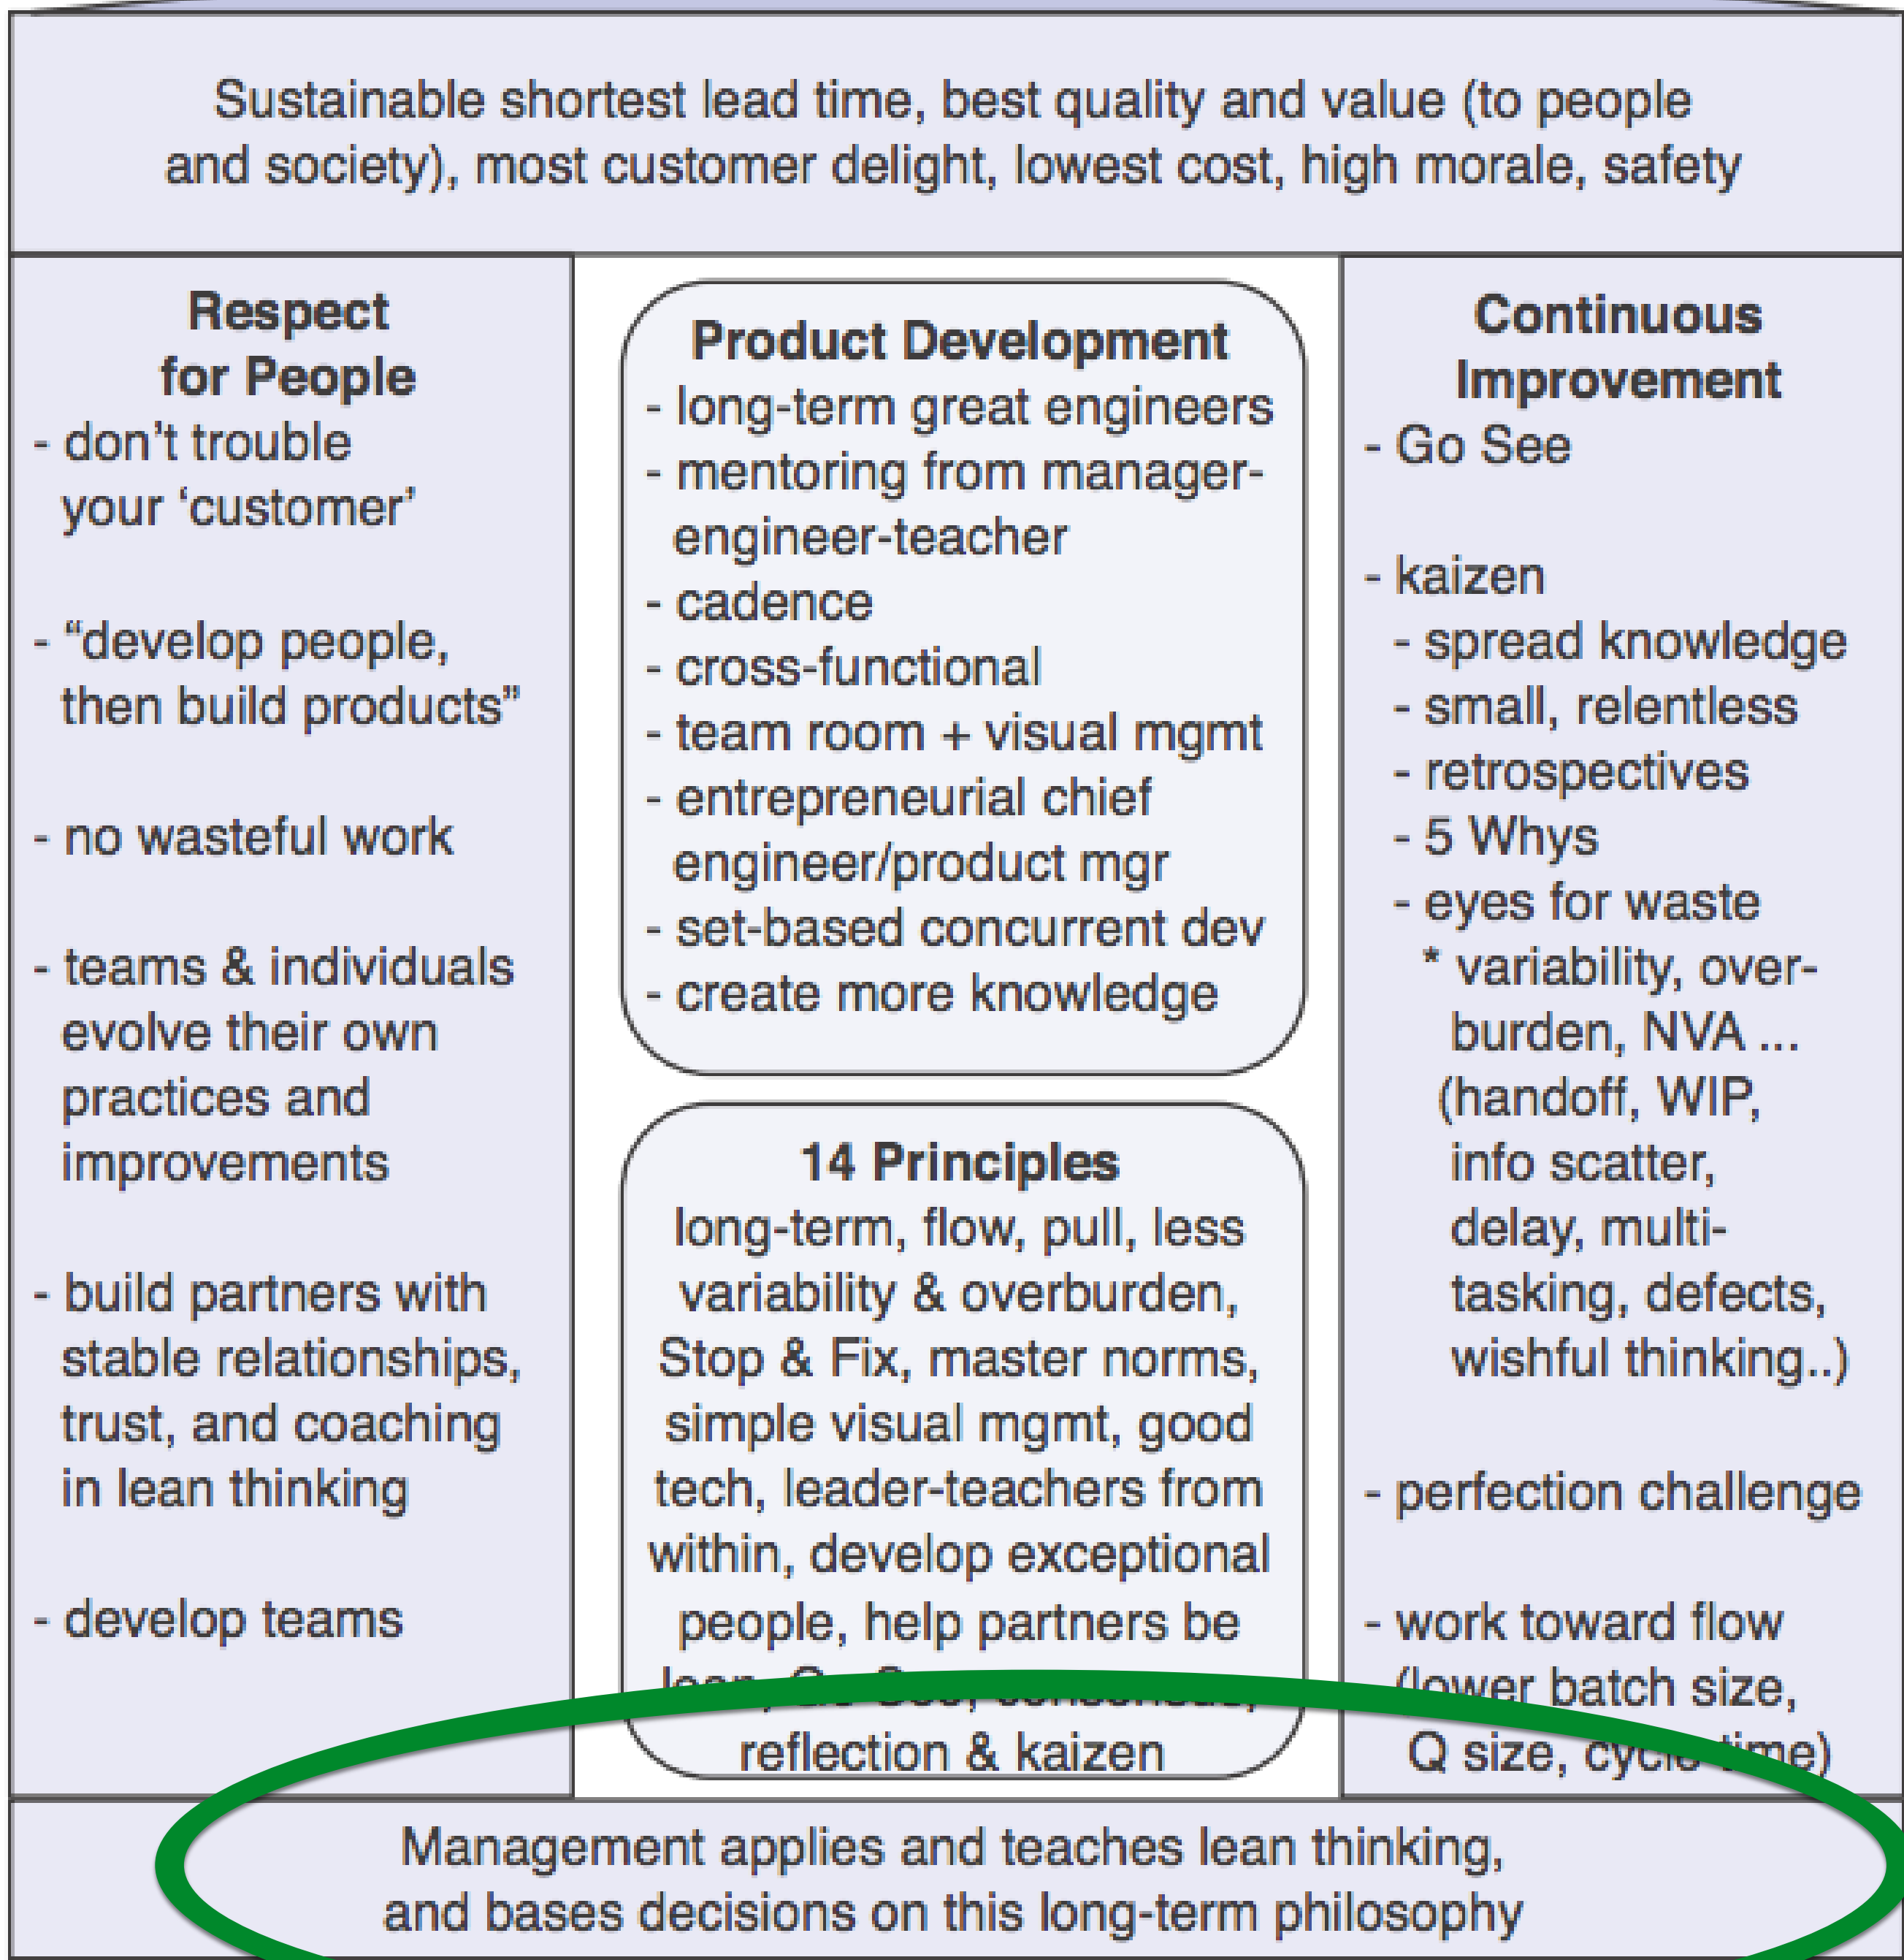 Sustainable shortest lead time, best quality and value (to people
and society), most customer delight, lowest cost, high morale, safety
Respect
for People
- don't trouble
your ‘customer’
- “develop people,
then build products”
- no wasteful work
- teams & individuals
evolve their own
practices and
improvements
- build partners with
stable relationships,
trust, and coaching
in lean thinking
- develop teams
Product Development
- long-term great engineers
- mentoring from manager-
engineer-teacher
- cadence
- cross-functional
- team room + visual mgmt
- entrepreneurial chief
engineer/product mgr
- set-based concurrent dev
- create more knowledge
14 Principles
long-term, flow, pull, less
variability & overburden,
Stop & Fix, master norms,
simple visual mgmt, good
tech, leader-teachers from
within, develop exceptional
people, help partners be
lean, Go See, consensus,
reflection & kaizen
Continuous
Improvement
- Go See
- kaizen
- spread knowledge
- small, relentless
- retrospectives
- 5 Whys
- eyes for waste
* variability, over-
burden, NVA ...
(handoff, WIP,
info scatter,
delay, multi-
tasking, defects,
wishful thinking..)
- perfection challenge
- work toward flow
(lower batch size,
Q size, cycle time)
Management applies and teaches lean thinking,
and bases decisions on this long-term philosophy